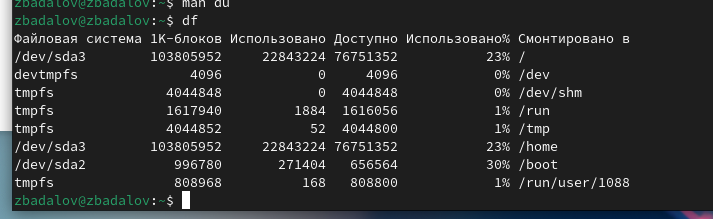 zbadalov@zbadalov:~$ man du
zbadalov@zbadalov:~$ df
Файловая система 1K-блоков Использовано Доступно Использовано% Cмонтировано в
/dev/sda3 103805952 22843224 76751352 23% /
devtmpfs 4096 0 4096 0% /dev
tmpfs 4044848 0 4044848 0% /dev/shm
tmpfs 1617940 1884 1616056 1% /run
tmpfs 4044852 52 4044800 1% /tmp
/dev/sda3 103805952 22843224 76751352 23% /home
/dev/sda2 996780 271404 656564 30% /boot
tmpfs 808968 168 808800 1% /run/user/1088
zbadalov@zbadalov:~$